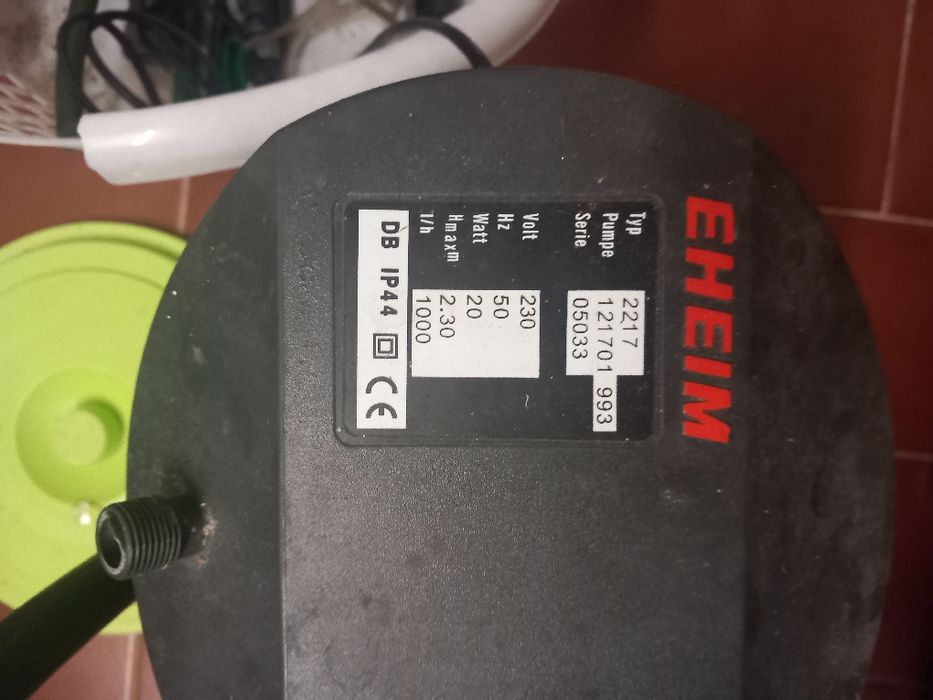 EHEIM
Typ 2217
Pumpe 121701 993
Serie 05033
Volt 230
Hz 50
Watt 20
Hmaxm 2.30
l/h 1000
DB IP44 CE